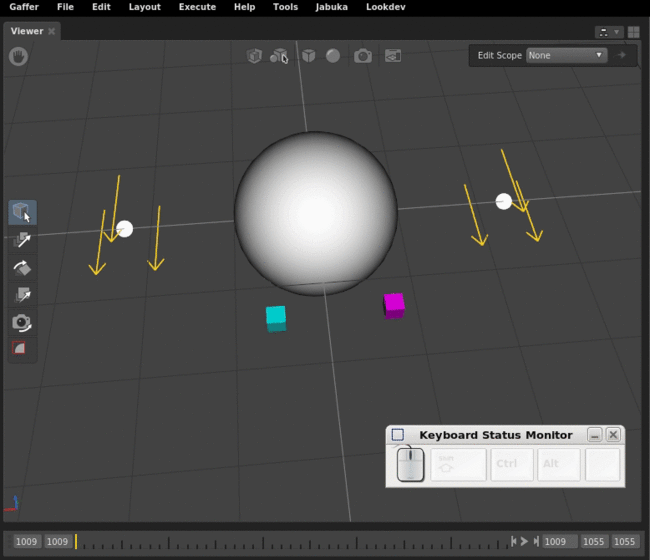 Gaffer File Edit Layout Execute Help Tools Jabuka Lookdev
Viewer
Edit Scope None
Keyboard Status Monitor
Shift Ctrl Alt
1009 1009 1009 1055 1055